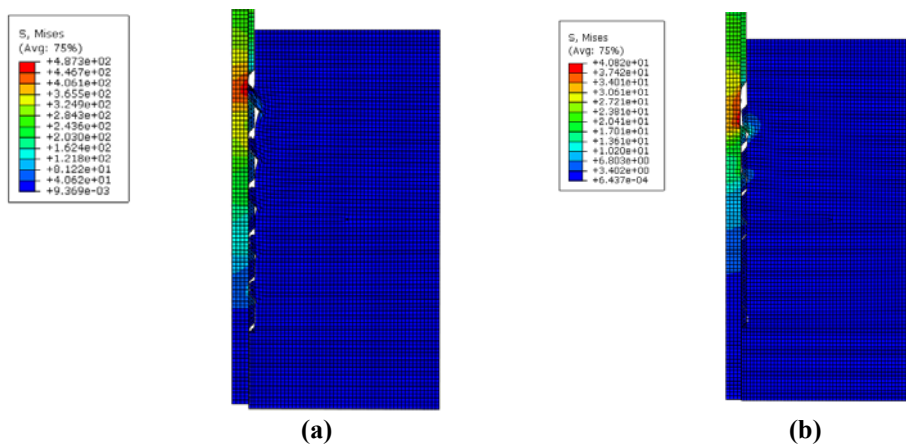 S, Mises
(Avg: 75%)
+4.873e+02
+4.467e+02
+4.061e+02
+3.655e+02
+3.249e+02
+2.843e+02
+2.436e+02
+2.030e+02
+1.624e+02
+1.218e+02
+8.122e+01
+4.062e+01
+9.369e-03
S, Mises
(Avg: 75%)
+4.082e+01
+3.742e+01
+3.401e+01
+3.061e+01
+2.721e+01
+2.381e+01
+2.041e+01
+1.701e+01
+1.361e+01
+1.020e+01
+6.803e+00
+3.402e+00
+6.437e-04
(a)
(b)